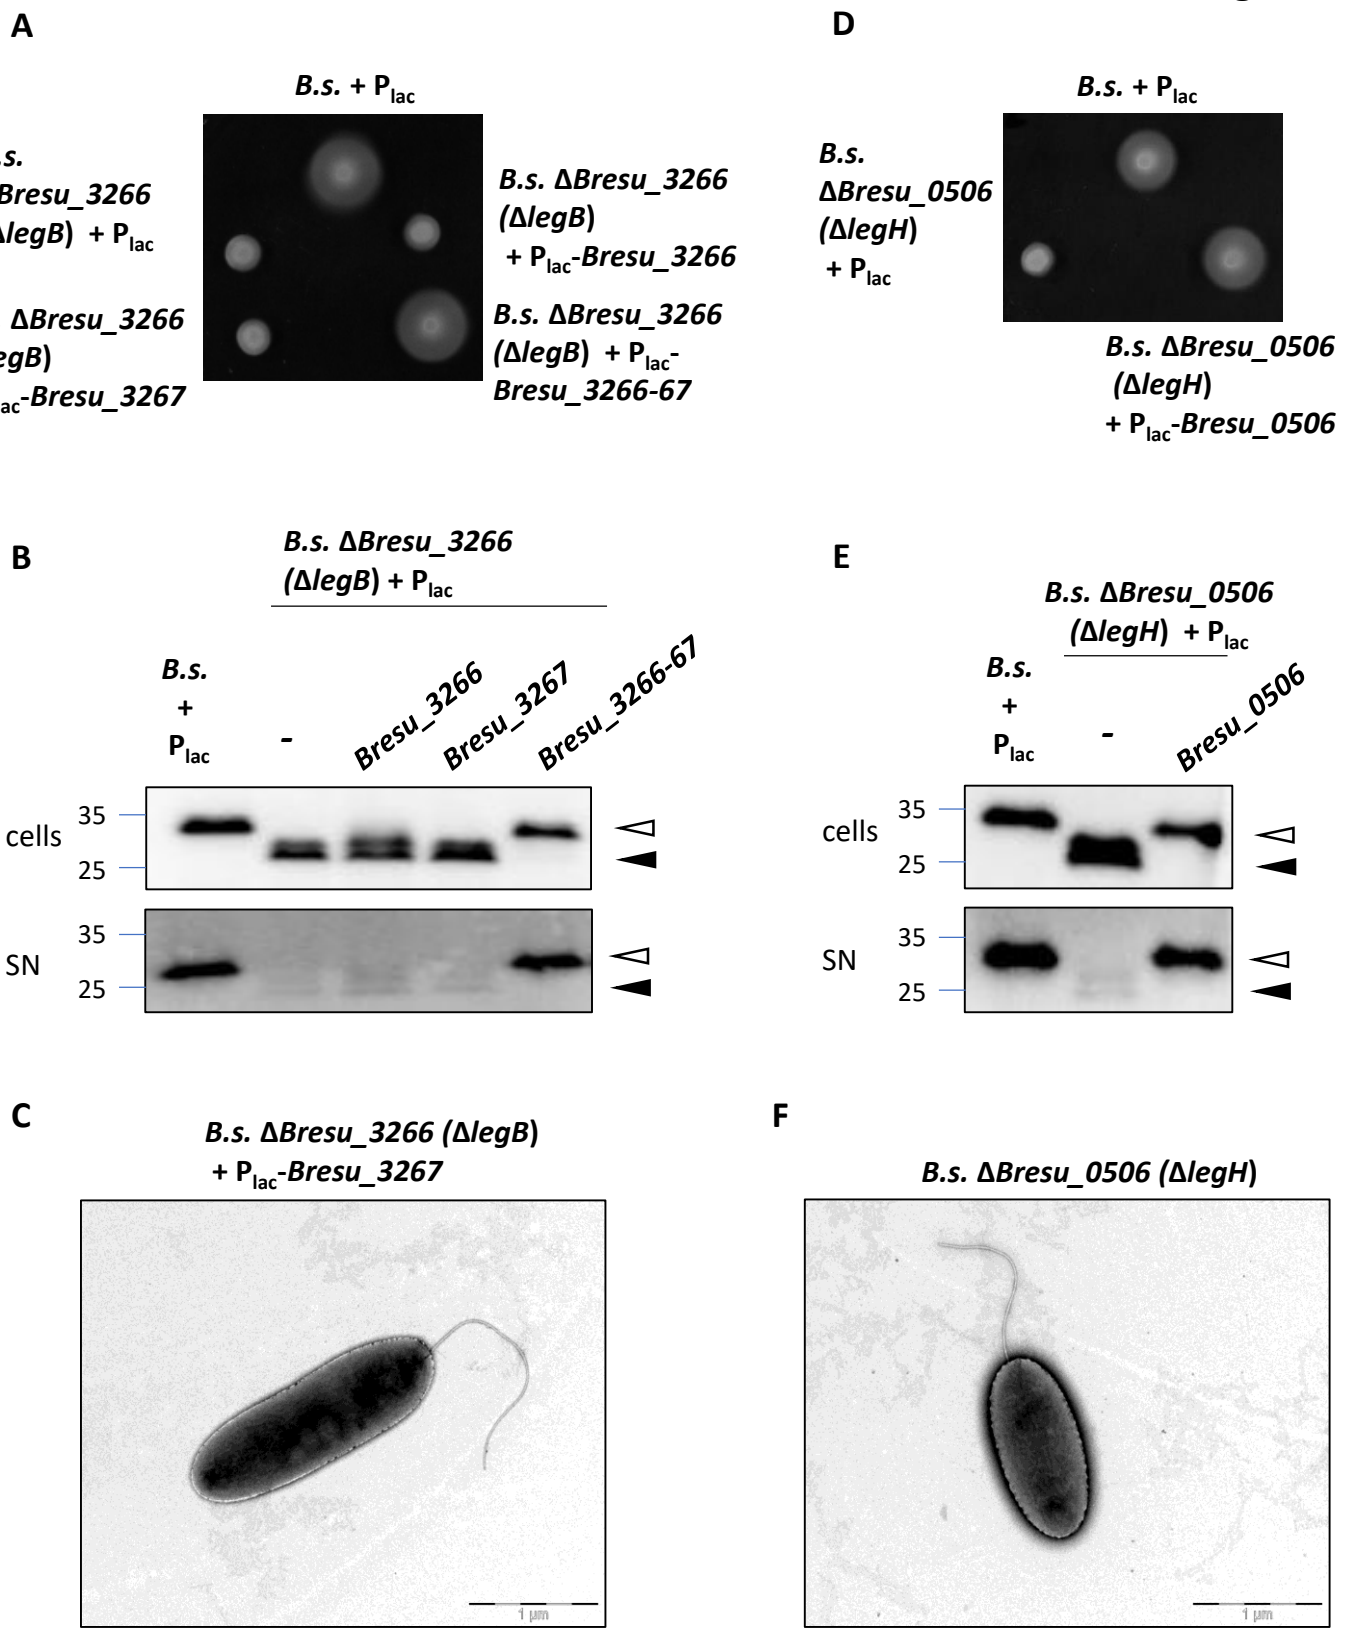 A
B.s. + Plac
.s.
Bresu_3266
ΔlegB) + Plac
B.s. ΔBresu_3266
(ΔlegB)
+ Plac-Bresu_3266
ΔBresu_3266
egB)
lac-Bresu_3267
B.s. ΔBresu_3266
(ΔlegB) + Plac-
Bresu_3266-67
D
B.s. + Plac
B.s.
ΔBresu_0506
(ΔlegH)
+ Plac
B.s. ΔBresu_0506
(ΔlegH)
+ Plac-Bresu_0506
B
B.s. ΔBresu_3266
(ΔlegB) + Plac
B.s.
+
Plac
-
Bresu_3266
Bresu_3267
Bresu_3266-67
cells
35
25
SN
35
25
E
B.s. ΔBresu_0506
(ΔlegH) + Plac
B.s.
+
Plac
-
Bresu_0506
cells
35
25
SN
35
25
C
B.s. ΔBresu_3266 (ΔlegB)
+ Plac-Bresu_3267
1 µm
F
B.s. ΔBresu_0506 (ΔlegH)
1 µm